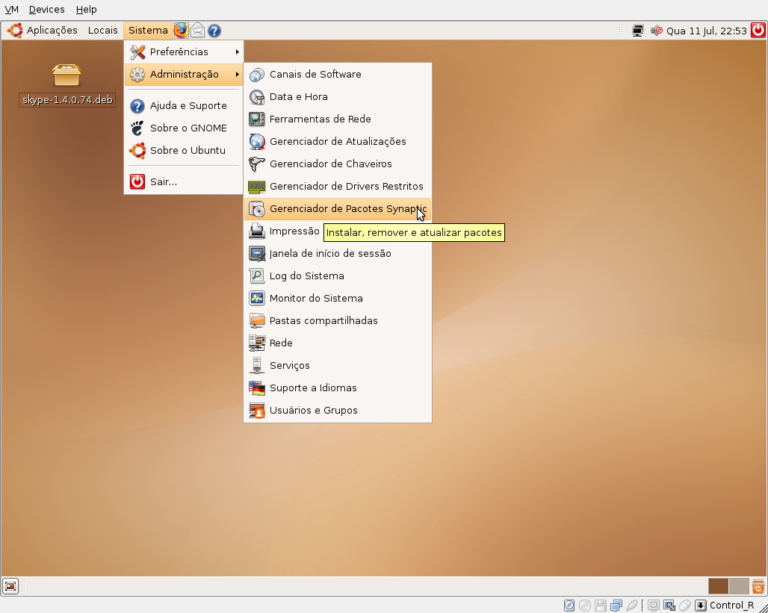 VM Devices Help
Aplicações Locais Sistema Qua 11 Jul, 22:53
skype-1.4.0.74.deb
Preferências
Administração
Ajuda e Suporte
Sobre o GNOME
Sobre o Ubuntu
Sair...
Canais de Software
Data e Hora
Ferramentas de Rede
Gerenciador de Atualizações
Gerenciador de Chaveiros
Gerenciador de Drivers Restritos
Gerenciador de Pacotes Synaptic
Impressão
Instalar, remover e atualizar pacotes
Janela de início de sessão
Log do Sistema
Monitor do Sistema
Pastas compartilhadas
Rede
Serviços
Suporte a Idiomas
Usuários e Grupos
Control_R